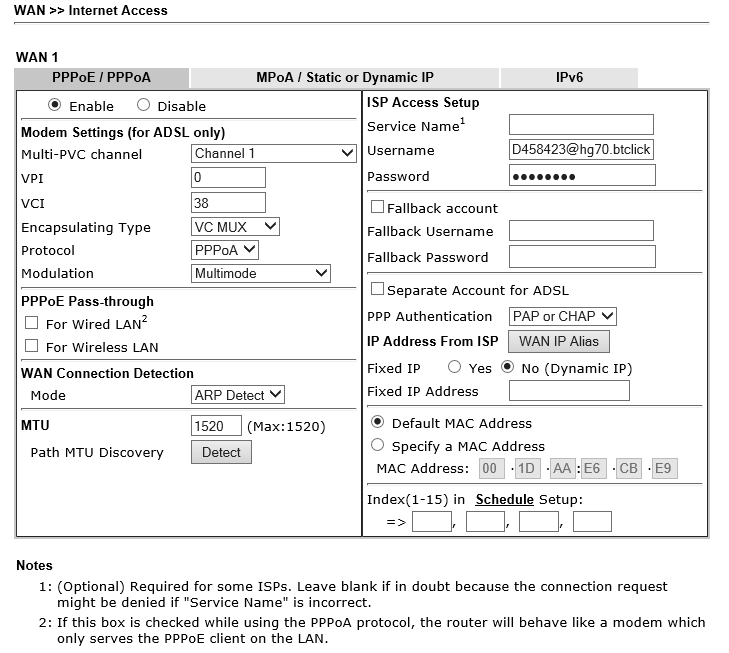 WAN >> Internet Access
WAN 1
PPPoE / PPPoA
MPoA / Static or Dynamic IP
IPv6
Enable Disable
Modem Settings (for ADSL only)
Multi-PVC channel Channel 1
VPI 0
VCI 38
Encapsulating Type VC MUX
Protocol PPPoA
Modulation Multimode
PPPoE Pass-through
For Wired LAN2
For Wireless LAN
WAN Connection Detection
Mode ARP Detect
MTU 1520 (Max:1520)
Path MTU Discovery Detect
ISP Access Setup
Service Name1
Username D458423@hg70.btclick
Password ••••••••
Fallback account
Fallback Username
Fallback Password
Separate Account for ADSL
PPP Authentication PAP or CHAP
IP Address From ISP WAN IP Alias
Fixed IP Yes No (Dynamic IP)
Fixed IP Address
Default MAC Address
Specify a MAC Address
MAC Address: 00 · 1D · AA : E6 · CB · E9
Index(1-15) in Schedule Setup:
=> , , ,
Notes
1: (Optional) Required for some ISPs. Leave blank if in doubt because the connection request
might be denied if "Service Name" is incorrect.
2: If this box is checked while using the PPPoA protocol, the router will behave like a modem which
only serves the PPPoE client on the LAN.